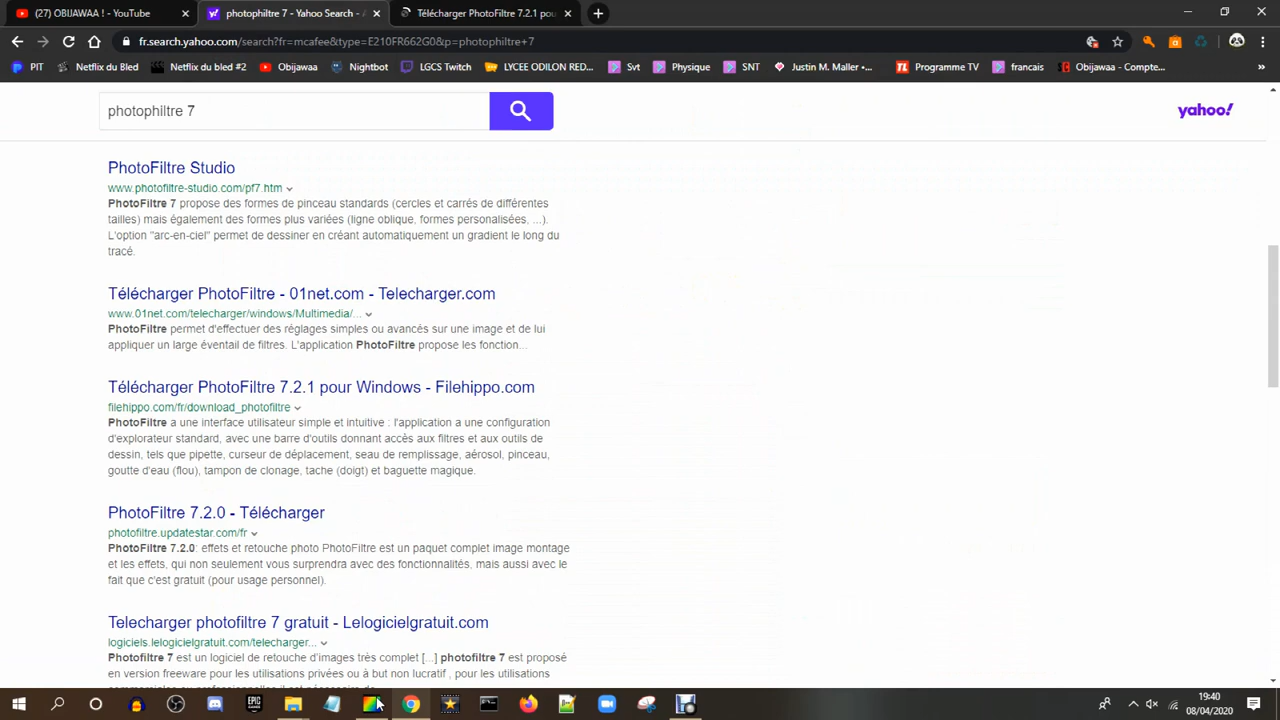 (27) OBIJAWAA ! - YouTube
photophiltre 7 - Yahoo Search - A
Télécharger PhotoFiltre 7.2.1 pou
fr.search.yahoo.com/search?fr=mcafee&type=E210FR662G0&p=photophiltre+7
PIT
Netflix du Bled
Netflix du bled #2
Obijawaa
Nightbot
LGCS Twitch
LYCEE ODILON RED...
Svt
Physique
SNT
Justin M. Maller •...
Programme TV
francais
Obijawaa - Compte...
»
photophiltre 7
yahoo!
PhotoFiltre Studio
www.photofiltre-studio.com/pf7.htm
PhotoFiltre 7 propose des formes de pinceau standards (cercles et carrés de différentes
tailles) mais également des formes plus variées (ligne oblique, formes personalisées, ...).
L'option "arc-en-ciel" permet de dessiner en créant automatiquement un gradient le long du
tracé.
Télécharger PhotoFiltre - 01net.com - Telecharger.com
www.01net.com/telecharger/windows/Multimedia/...
PhotoFiltre permet d'effectuer des réglages simples ou avancés sur une image et de lui
appliquer un large éventail de filtres. L'application PhotoFiltre propose les fonction...
Télécharger PhotoFiltre 7.2.1 pour Windows - Filehippo.com
filehippo.com/fr/download_photofiltre
PhotoFiltre a une interface utilisateur simple et intuitive : l'application a une configuration
d'explorateur standard, avec une barre d'outils donnant accès aux filtres et aux outils de
dessin, tels que pipette, curseur de déplacement, seau de remplissage, aérosol, pinceau,
goutte d'eau (flou), tampon de clonage, tache (doigt) et baguette magique.
PhotoFiltre 7.2.0 - Télécharger
photofiltre.updatestar.com/fr
PhotoFiltre 7.2.0: effets et retouche photo PhotoFiltre est un paquet complet image montage
et les effets, qui non seulement vous surprendra avec des fonctionnalités, mais aussi avec le
fait que c'est gratuit (pour usage personnel).
Telecharger photofiltre 7 gratuit - Lelogicielgratuit.com
logiciels.lelogicielgratuit.com/telecharger...
Photofiltre 7 est un logiciel de retouche d'images très complet [...] photofiltre 7 est proposé
en version freeware pour les utilisations privées ou à but non lucratif , pour les utilisations
19:40
08/04/2020